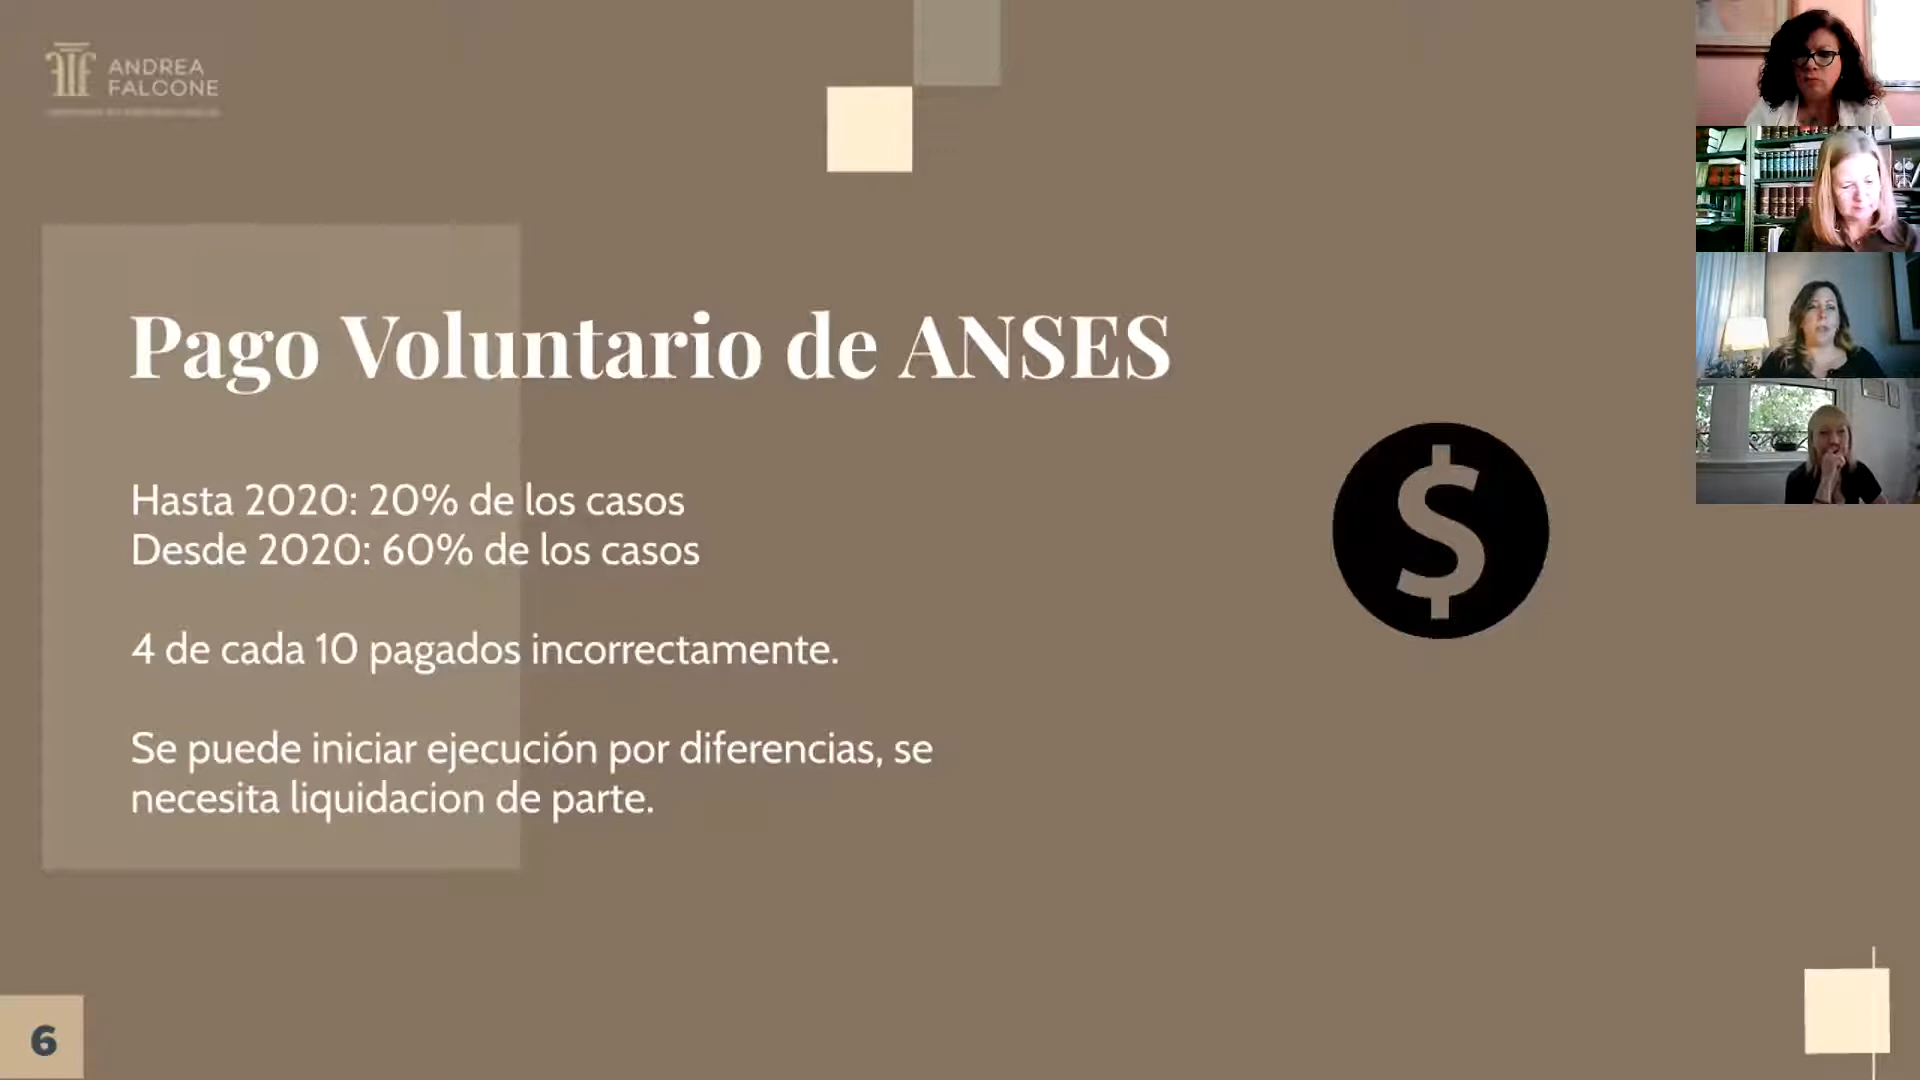 ANDREA
FALCONE
Pago Voluntario de ANSES
Hasta 2020: 20% de los casos
Desde 2020: 60% de los casos
4 de cada 10 pagados incorrectamente.
Se puede iniciar ejecución por diferencias, se
necesita liquidacion de parte.
6